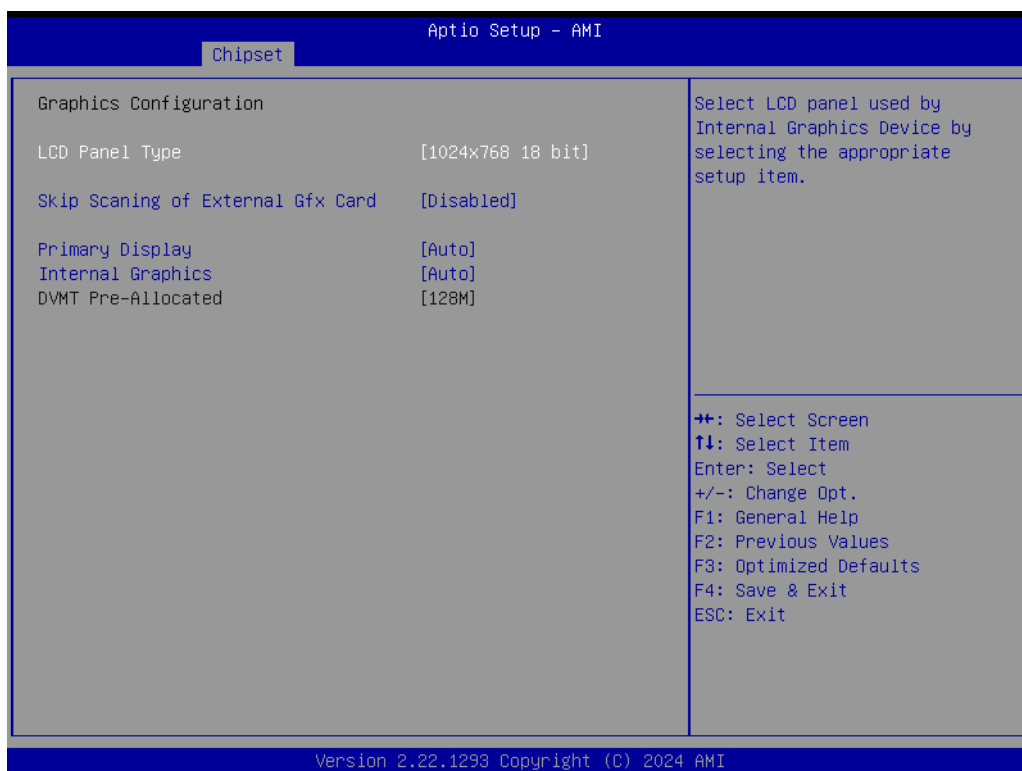 Aptio Setup – AMI
Chipset
Graphics Configuration
LCD Panel Type [1024x768 18 bit]
Skip Scaning of External Gfx Card [Disabled]
Primary Display [Auto]
Internal Graphics [Auto]
DVMT Pre-Allocated [128M]
Select LCD panel used by
Internal Graphics Device by
selecting the appropriate
setup item.
→←: Select Screen
↑↓: Select Item
Enter: Select
+/-: Change Opt.
F1: General Help
F2: Previous Values
F3: Optimized Defaults
F4: Save & Exit
ESC: Exit
Version 2.22.1293 Copyright (C) 2024 AMI